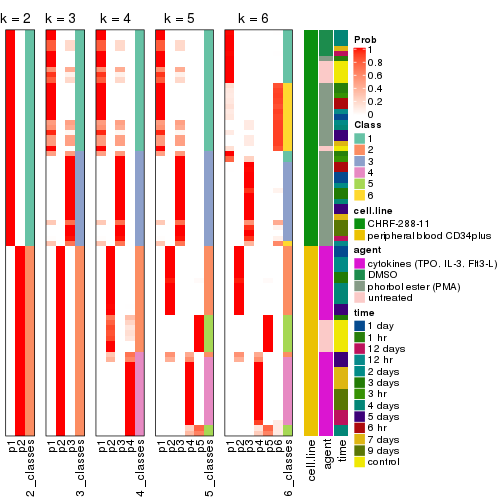 k = 2
k = 3
k = 4
k = 5
k = 6
p1
p2
2_classes
p1
p2
p3
3_classes
p1
p2
p3
p4
4_classes
p1
p2
p3
p4
p5
5_classes
p1
p2
p3
p4
p5
p6
6_classes
cell.line
agent
time
Prob
1
0.8
0.6
0.4
0.2
0
Class
1
2
3
4
5
6
cell.line
CHRF-288-11
peripheral blood CD34plus
agent
cytokines (TPO, IL-3, Flt3-L)
DMSO
phorbol ester (PMA)
untreated
time
1 day
1 hr
12 days
12 hr
2 days
3 days
3 hr
4 days
5 days
6 hr
7 days
9 days
control